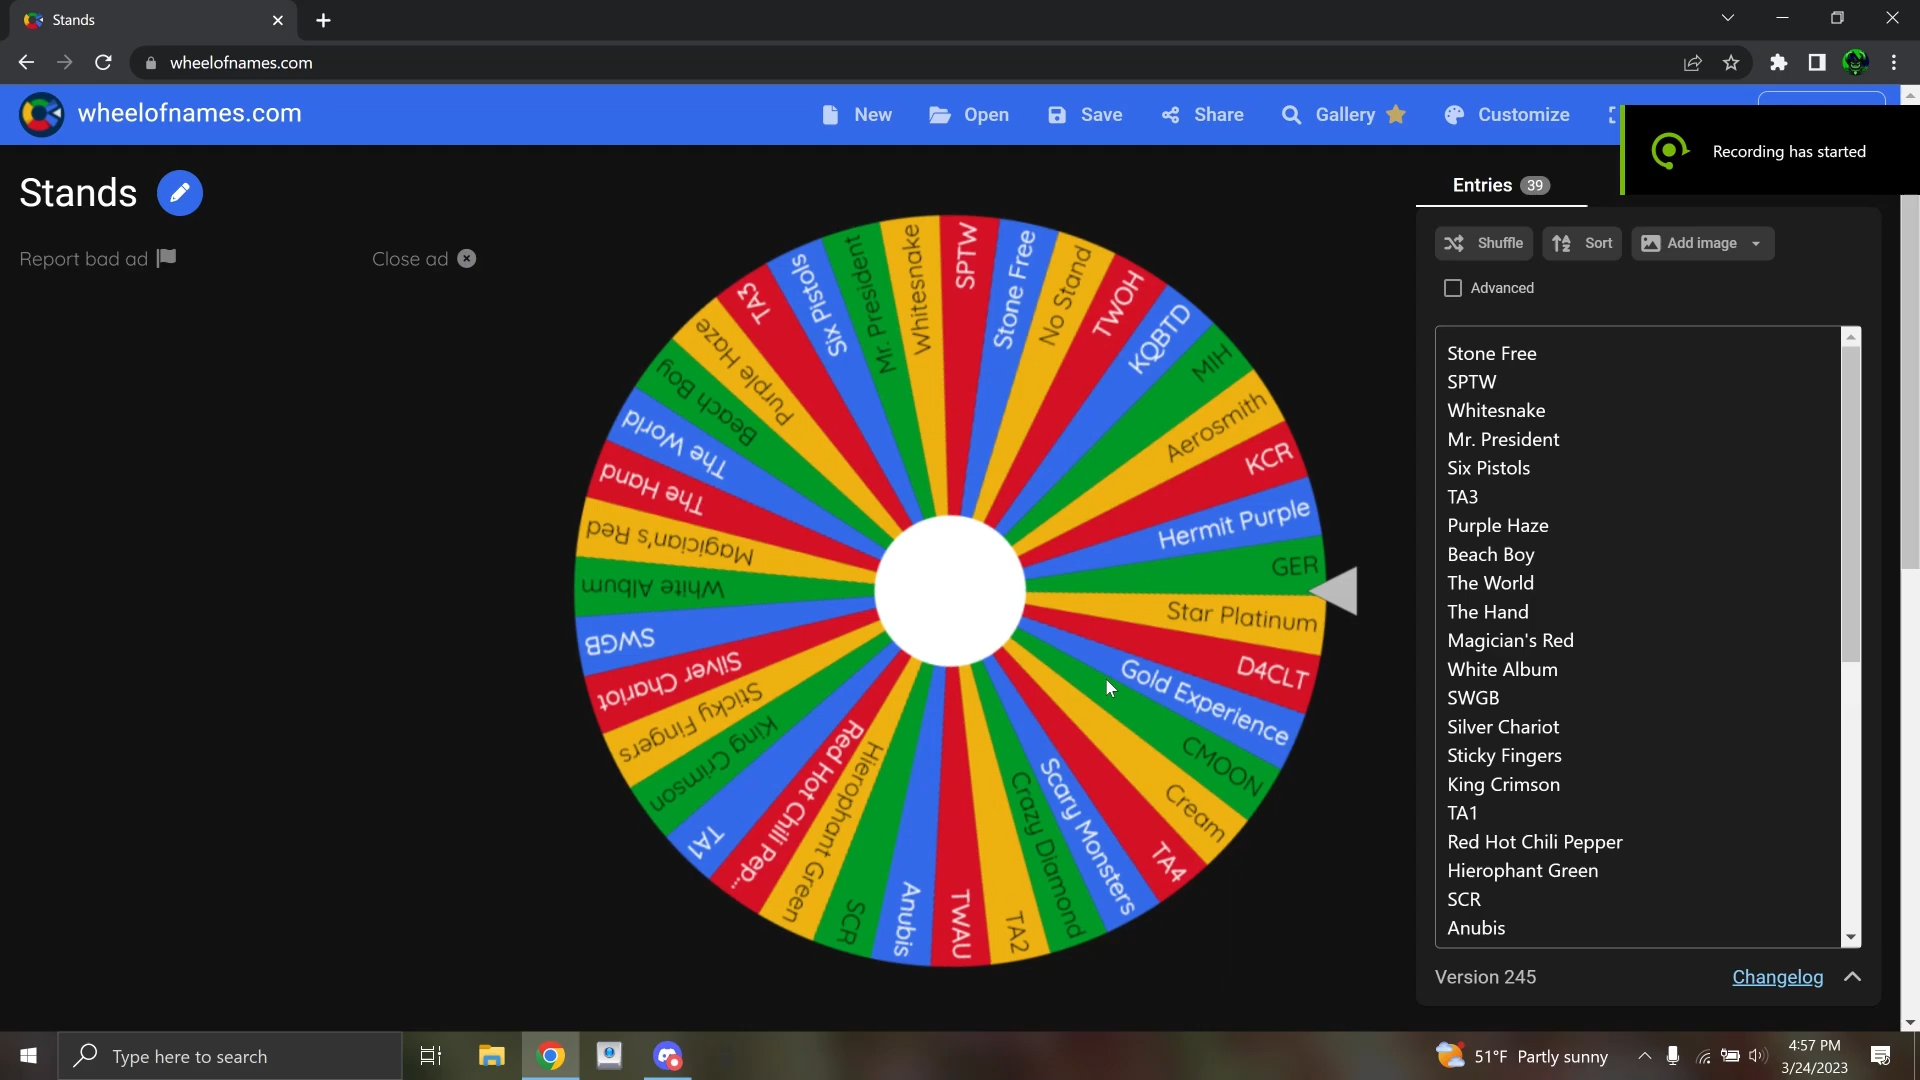 Stands
wheelofnames.com
wheelofnames.com
New
Open
Save
Share
Gallery
Customize
Recording has started
Stands
Report bad ad
Close ad
Entries 39
Shuffle
Sort
Add image
Advanced
SPTW
Stone Free
No Stand
TWOH
KQBTD
MIH
Aerosmith
KCR
Hermit Purple
GER
Star Platinum
D4CLT
Gold Experience
CMOON
Cream
TA4
Scary Monsters
Crazy Diamond
TA2
TWAU
Anubis
SCR
Hierophant Green
Red Hot Chili Pep...
TA1
King Crimson
Sticky Fingers
Silver Chariot
SWGB
White Album
Magician's Red
The Hand
The World
Beach Boy
Purple Haze
TA3
Six Pistols
Mr. President
Whitesnake
Stone Free
SPTW
Whitesnake
Mr. President
Six Pistols
TA3
Purple Haze
Beach Boy
The World
The Hand
Magician's Red
White Album
SWGB
Silver Chariot
Sticky Fingers
King Crimson
TA1
Red Hot Chili Pepper
Hierophant Green
SCR
Anubis
Version 245
Changelog
Type here to search
51°F Partly sunny
4:57 PM
3/24/2023